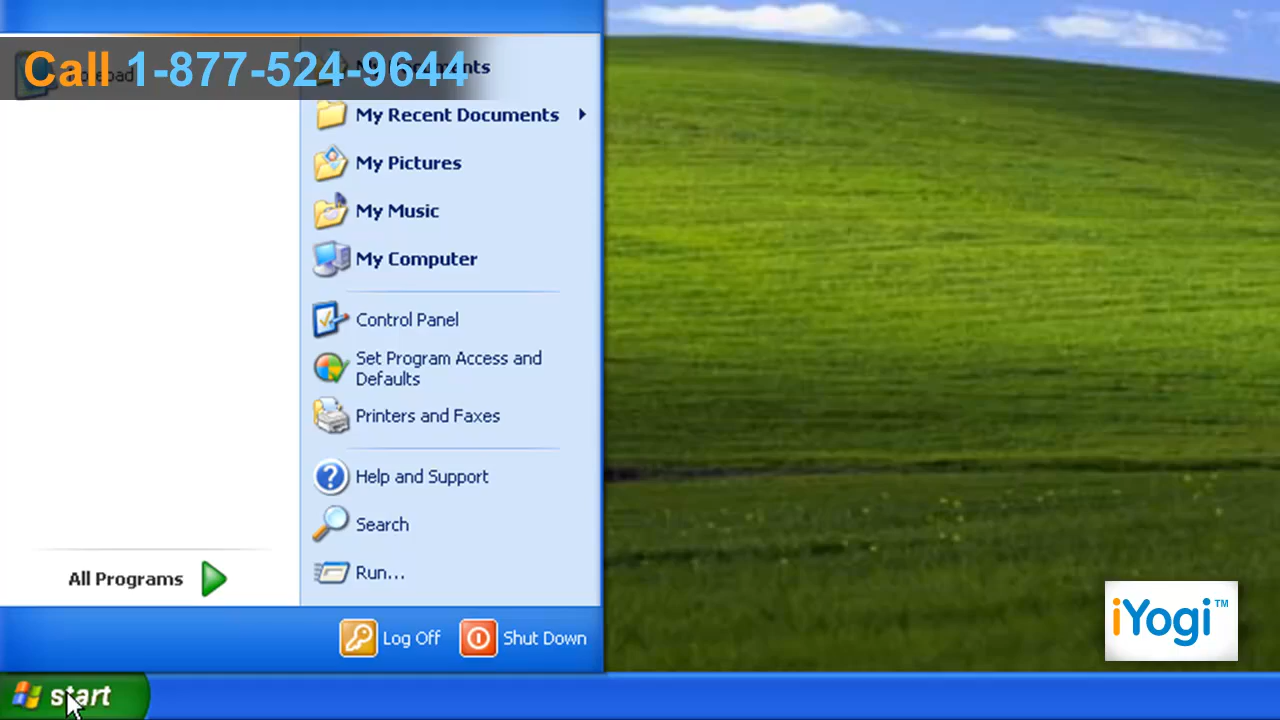 Call 1-877-524-9644
My Recent Documents
My Pictures
My Music
My Computer
Control Panel
Set Program Access and
Defaults
Printers and Faxes
Help and Support
Search
Run...
All Programs
Log Off
Shut Down
start
iYogi™